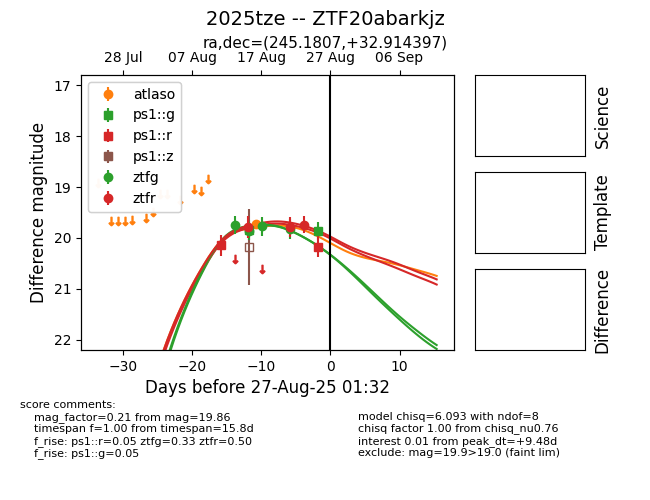 2025tze -- ZTF20abarkjz
ra,dec=(245.1807,+32.914397)
28 Jul 07 Aug 17 Aug 27 Aug 06 Sep
17
18
19
20
21
22
Difference magnitude
atlaso
ps1::g
ps1::r
ps1::z
ztfg
ztfr
−30 −20 −10 0 10
Days before 27-Aug-25 01:32
Science
Template
Difference
score comments:
mag_factor=0.21 from mag=19.86
timespan f=1.00 from timespan=15.8d
f_rise: ps1::r=0.05 ztfg=0.33 ztfr=0.50
f_rise: ps1::g=0.05
model chisq=6.093 with ndof=8
chisq factor 1.00 from chisq_nu0.76
interest 0.01 from peak_dt=+9.48d
exclude: mag=19.9>19.0 (faint lim)